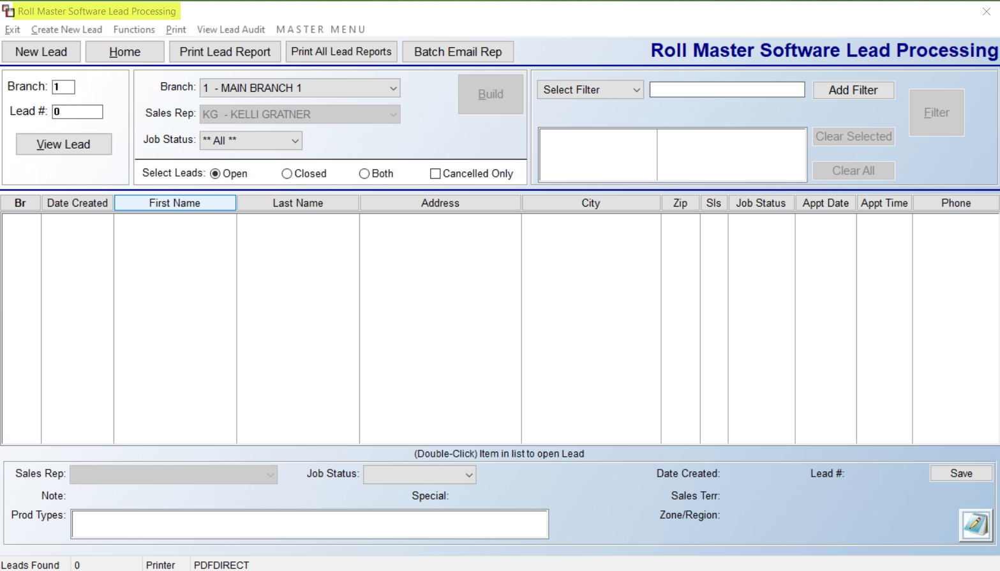 Roll Master Software Lead Processing
Exit Create New Lead Functions Print View Lead Audit MASTER MENU
New Lead Home Print Lead Report Print All Lead Reports Batch Email Rep Roll Master Software Lead Processing
Branch: 1
Lead #: 0
View Lead
Branch: 1 - MAIN BRANCH 1
Sales Rep: KG - KELLI GRATNER
Job Status: ** All **
Build
Select Leads: Open Closed Both Cancelled Only
Select Filter Add Filter
Filter
Clear Selected
Clear All
Br Date Created First Name Last Name Address City Zip Sls Job Status Appt Date Appt Time Phone
(Double-Click) Item in list to open Lead
Sales Rep: Job Status: Date Created: Lead #: Save
Note: Special: Sales Terr:
Prod Types: Zone/Region:
Leads Found 0 Printer PDFDIRECT